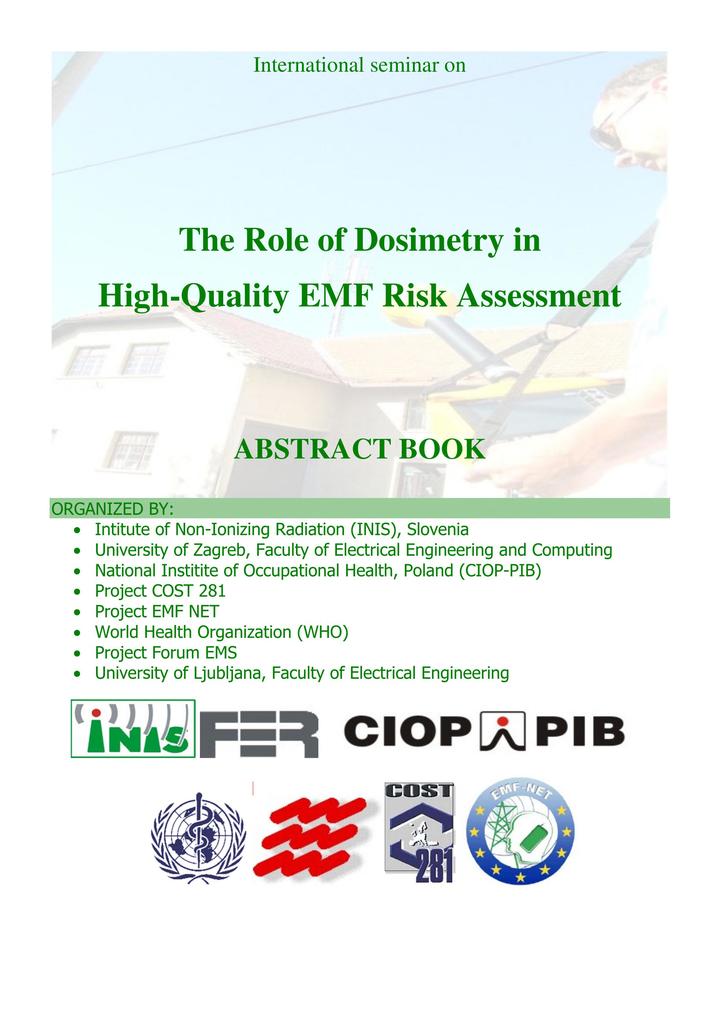 International seminar on
The Role of Dosimetry in
High-Quality EMF Risk Assessment
ABSTRACT BOOK
ORGANIZED BY:
• Intitute of Non-Ionizing Radiation (INIS), Slovenia
• University of Zagreb, Faculty of Electrical Engineering and Computing
• National Institite of Occupational Health, Poland (CIOP-PIB)
• Project COST 281
• Project EMF NET
• World Health Organization (WHO)
• Project Forum EMS
• University of Ljubljana, Faculty of Electrical Engineering
iNIS FER CIOP PIB
COST EMF-NET
281